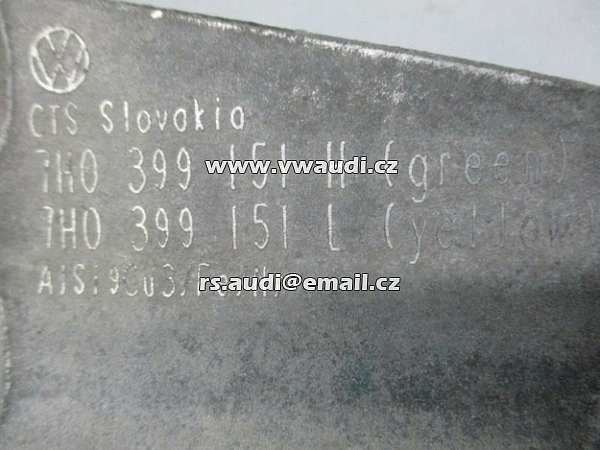 CTS Slovakia
7H0 399 151 H (green)
www.vwaudi.cz
7H0 399 151 L (yellow)
rs.audi@email.cz